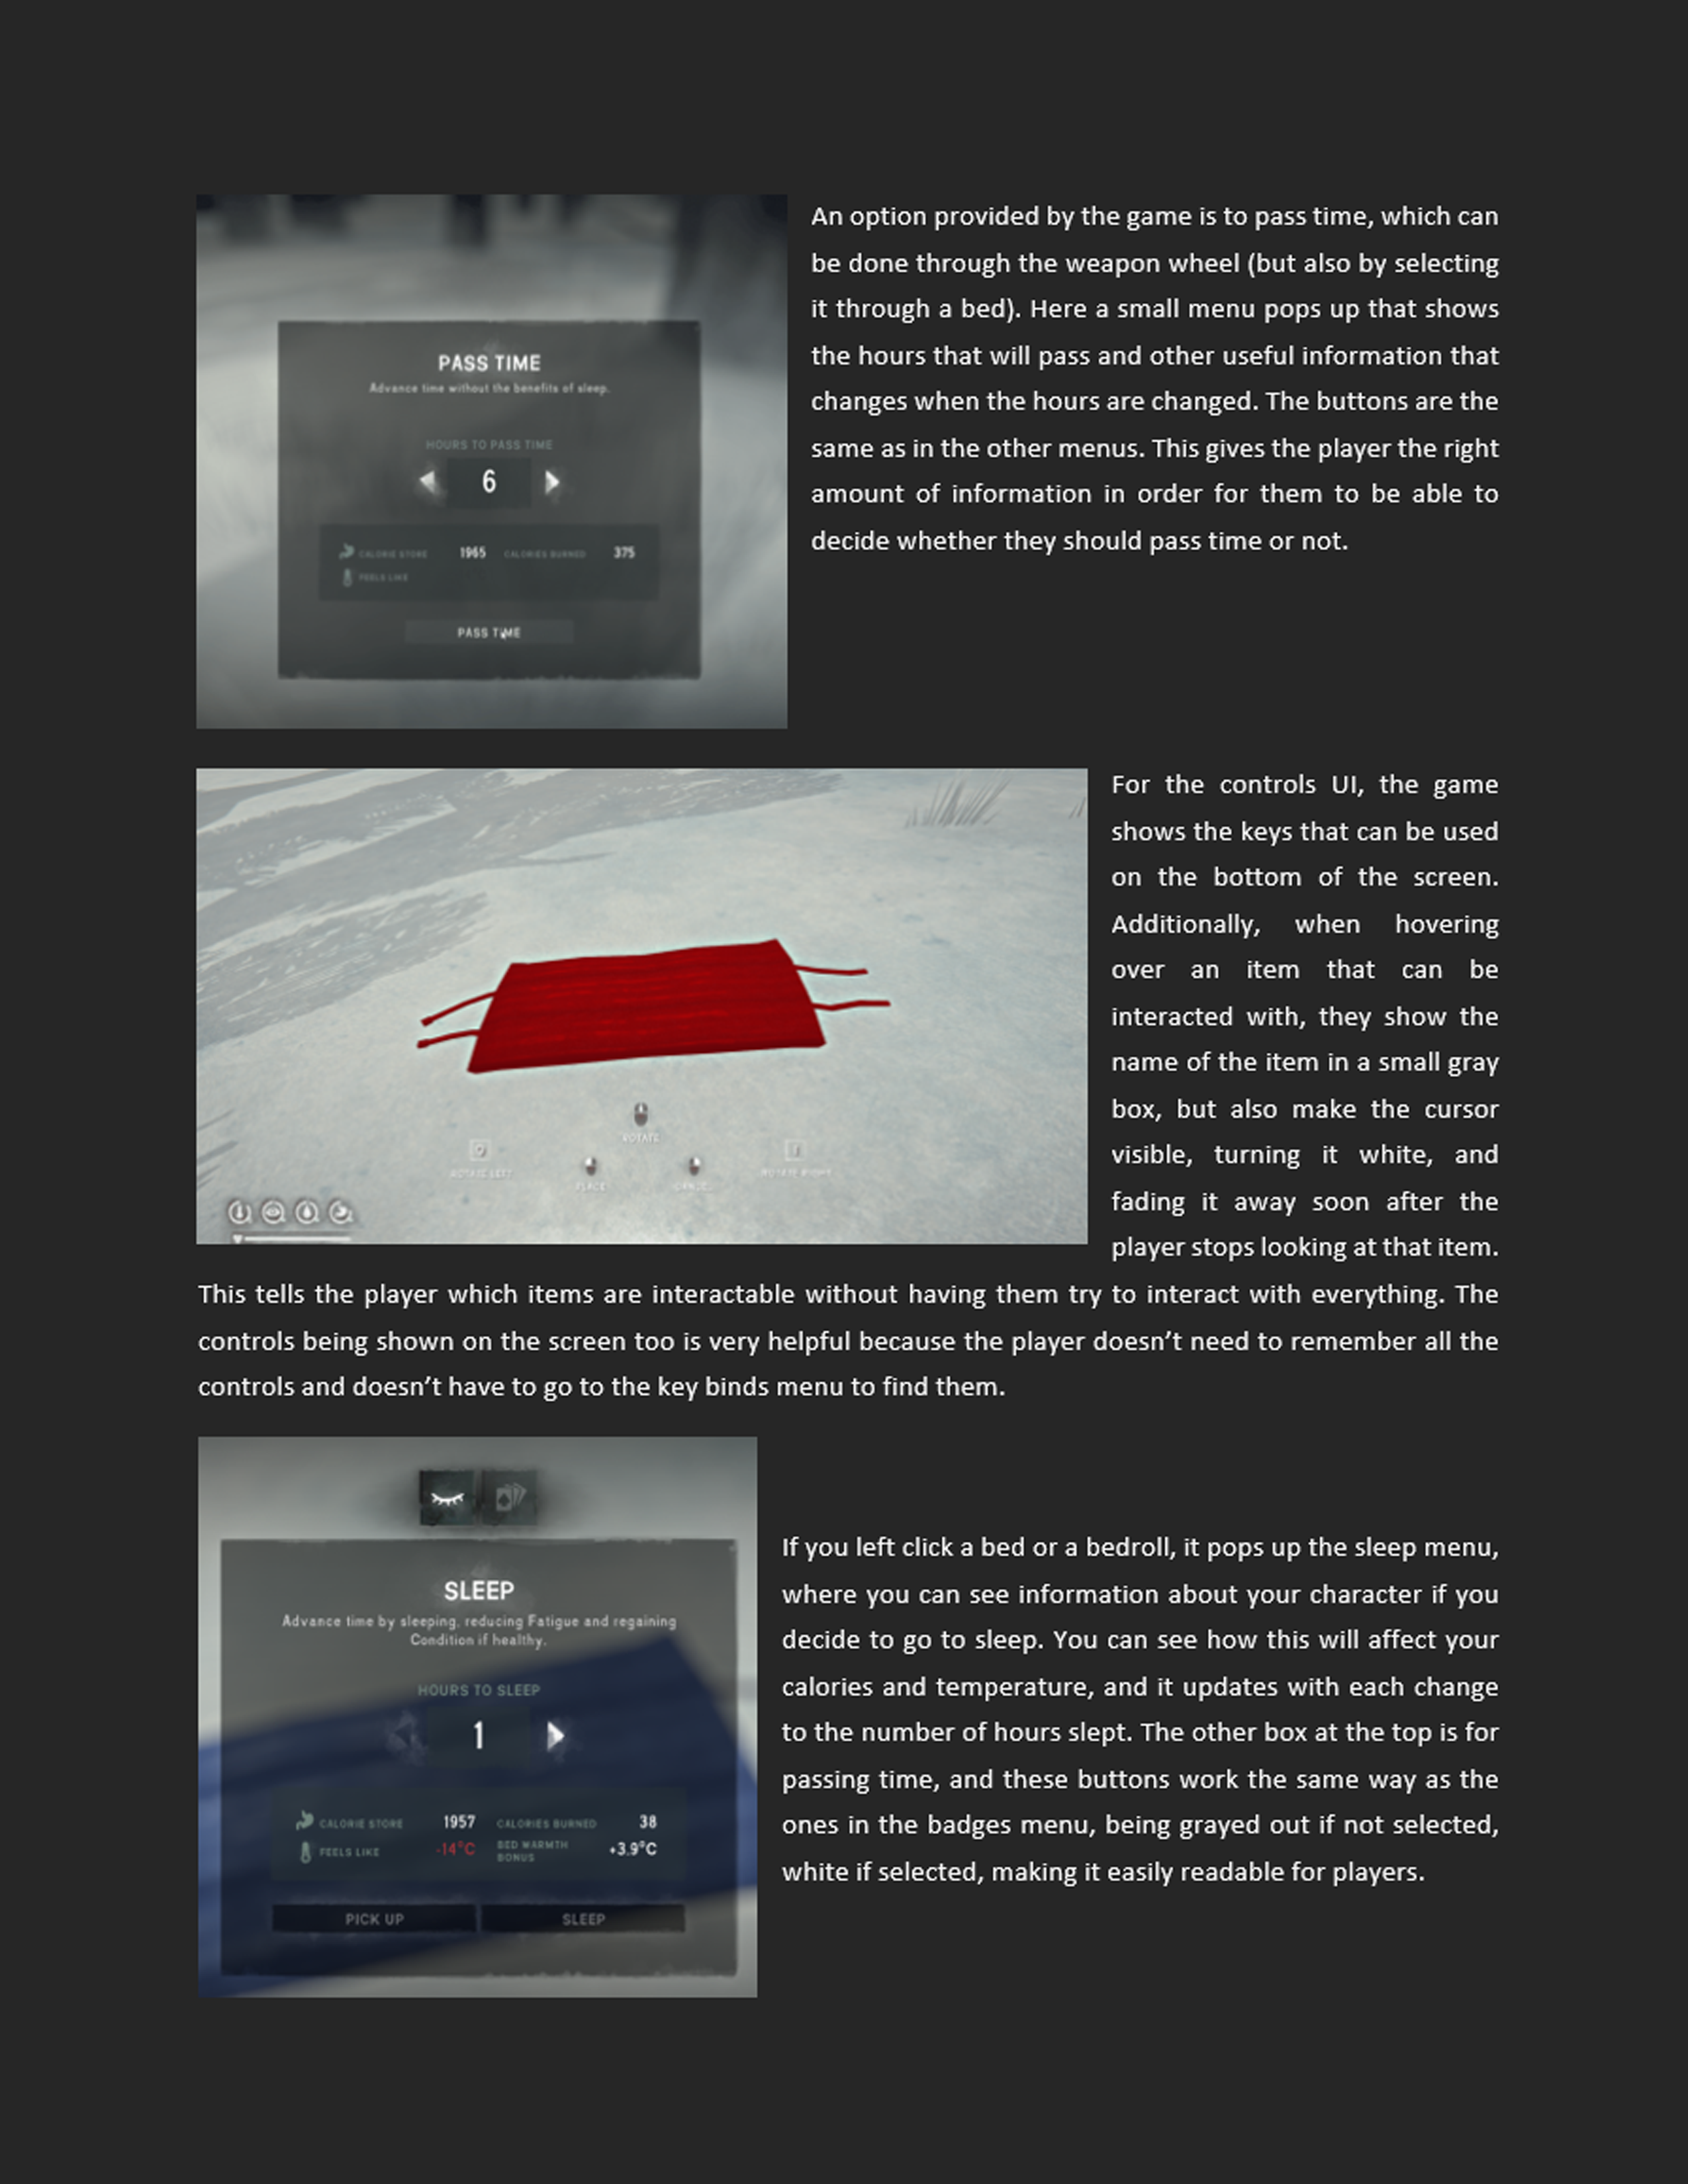 An option provided by the game is to pass time, which can
be done through the weapon wheel (but also by selecting
it through a bed). Here a small menu pops up that shows
the hours that will pass and other useful information that
changes when the hours are changed. The buttons are the
same as in the other menus. This gives the player the right
amount of information in order for them to be able to
decide whether they should pass time or not.
PASS TIME
Advance time without the benefits of sleep.
HOURS TO PASS TIME
6
CALORIE STORE 1965 CALORIES BURNED 375
FEELS LIKE
PASS TIME
For the controls UI, the game
shows the keys that can be used
on the bottom of the screen.
Additionally, when hovering
over an item that can be
interacted with, they show the
name of the item in a small gray
box, but also make the cursor
visible, turning it white, and
fading it away soon after the
player stops looking at that item.
This tells the player which items are interactable without having them try to interact with everything. The
controls being shown on the screen too is very helpful because the player doesn’t need to remember all the
controls and doesn’t have to go to the key binds menu to find them.
ROTATE
Q
ROTATE LEFT
PLACE
ROTATE RIGHT
SLEEP
Advance time by sleeping, reducing Fatigue and regaining
Condition if healthy.
HOURS TO SLEEP
1
CALORIE STORE 1957 CALORIES BURNED 38
FEELS LIKE -14°C BED WARMTH BONUS +3.9°C
PICK UP SLEEP
If you left click a bed or a bedroll, it pops up the sleep menu,
where you can see information about your character if you
decide to go to sleep. You can see how this will affect your
calories and temperature, and it updates with each change
to the number of hours slept. The other box at the top is for
passing time, and these buttons work the same way as the
ones in the badges menu, being grayed out if not selected,
white if selected, making it easily readable for players.